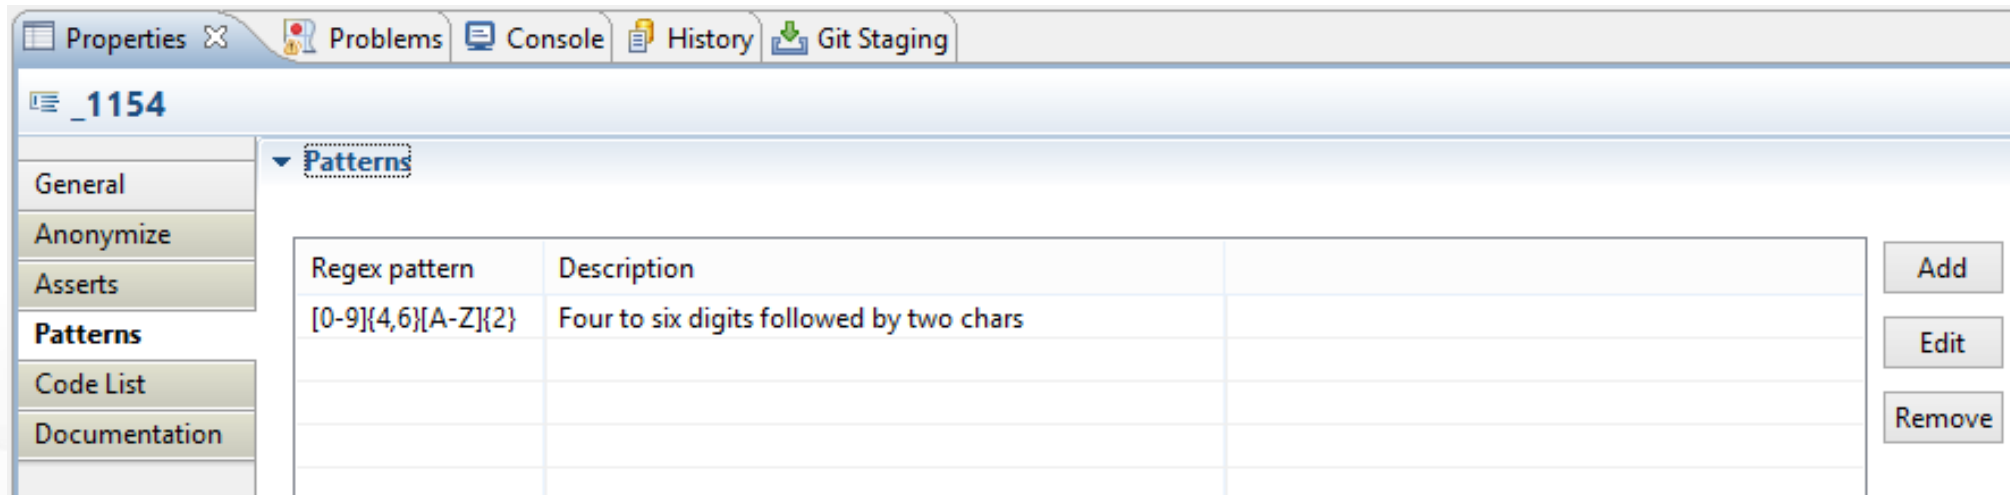 Properties Problems Console History Git Staging
_1154
Patterns
General
Anonymize
Asserts
Patterns
Code List
Documentation
Regex pattern Description
[0-9]{4,6}[A-Z]{2} Four to six digits followed by two chars
Add
Edit
Remove